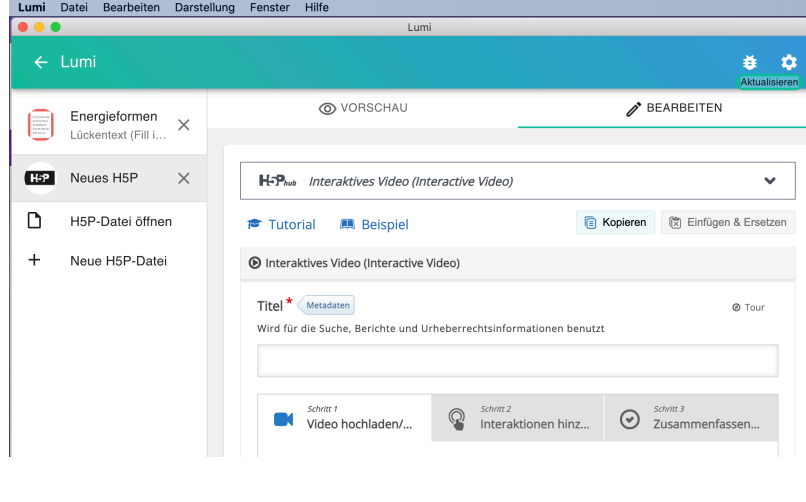 Lumi Datei Bearbeiten Darstellung Fenster Hilfe
Lumi
Lumi
Aktualisieren
Energieformen
Lückentext (Fill i...
VORSCHAU
BEARBEITEN
H5P
Neues H5P
H5P-Datei öffnen
Neue H5P-Datei
H5Phub Interaktives Video (Interactive Video)
Tutorial Beispiel
Kopieren Einfügen & Ersetzen
Interaktives Video (Interactive Video)
Titel* Metadaten
Tour
Wird für die Suche, Berichte und Urheberrechtsinformationen benutzt
Schritt 1
Video hochladen/...
Schritt 2
Interaktionen hinz...
Schritt 3
Zusammenfassen...